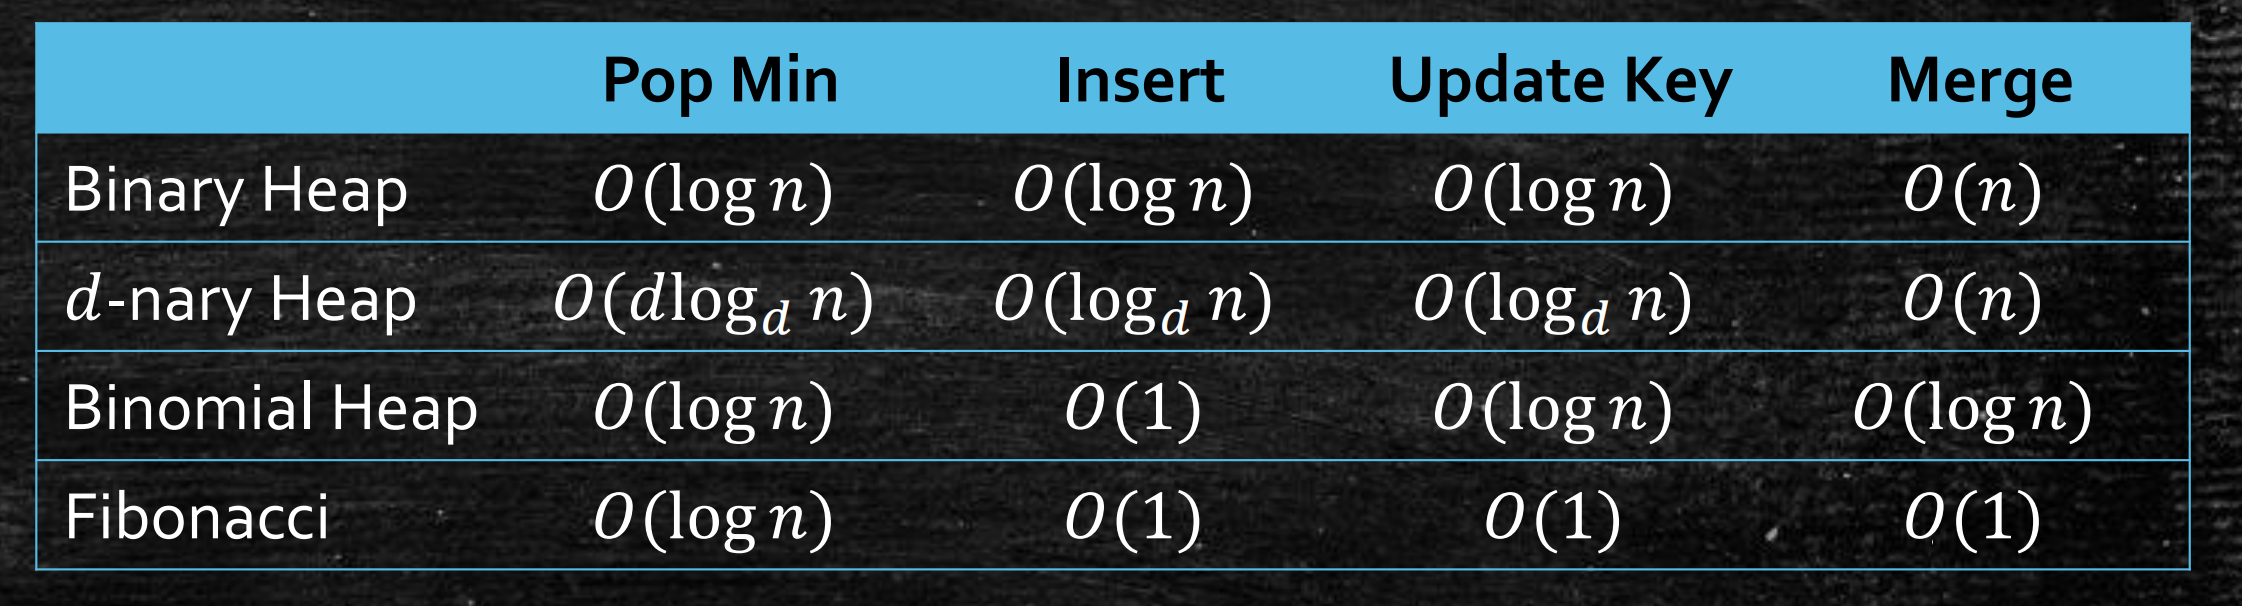 Pop Min Insert Update Key Merge
Binary Heap O(log n) O(log n) O(log n) O(n)
d-nary Heap O(dlog_d n) O(log_d n) O(log_d n) O(n)
Binomial Heap O(log n) O(1) O(log n) O(log n)
Fibonacci O(log n) O(1) O(1) O(1)